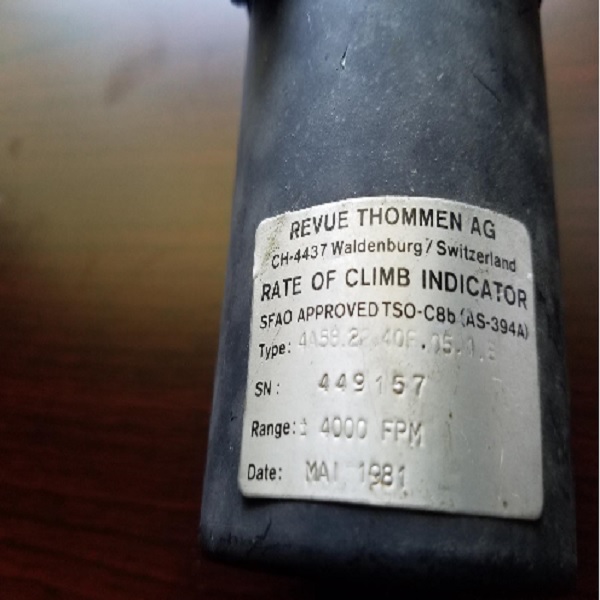 REVUE THOMMEN AG
CH-4437 Waldenburg / Switzerland
RATE OF CLIMB INDICATOR
SFAO APPROVED TSO-C8b (AS-394A)
Type:
SN: 449157
Range: ± 4000 FPM
Date: MAI 1981